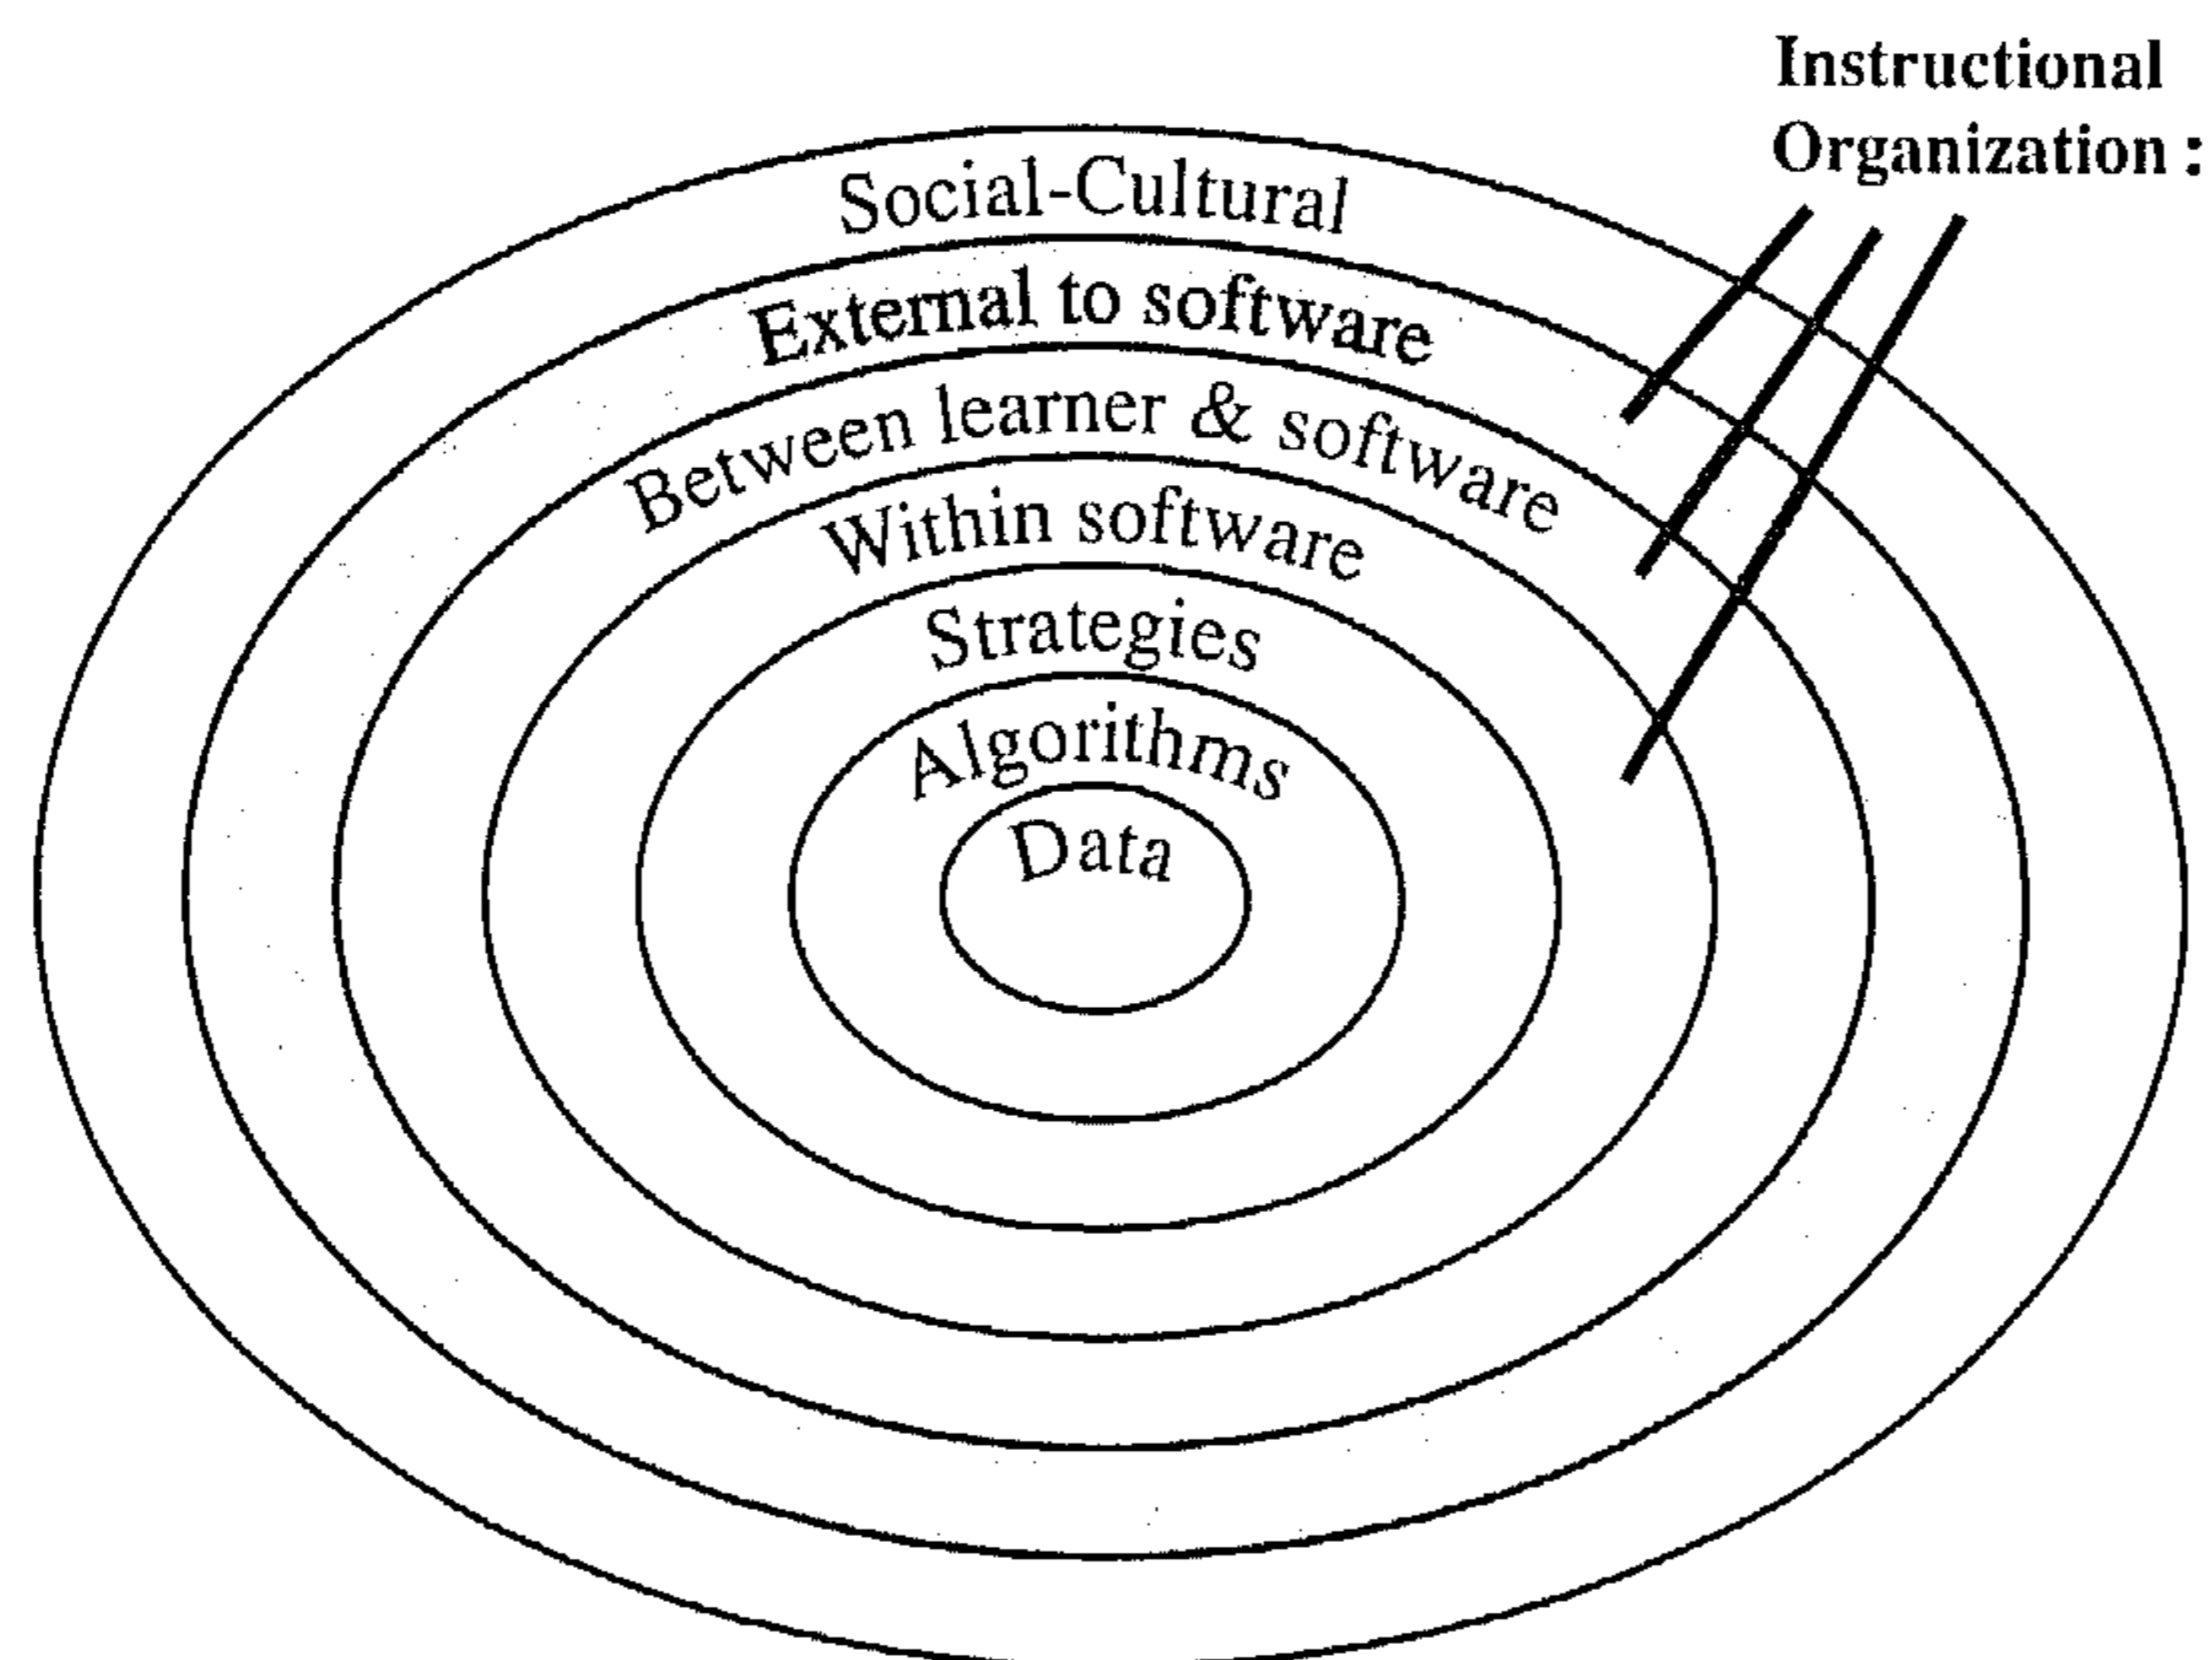 Instructional
Organization :
Social-Cultural
External to software
Between learner & software
Within software
Strategies
Algorithms
Data